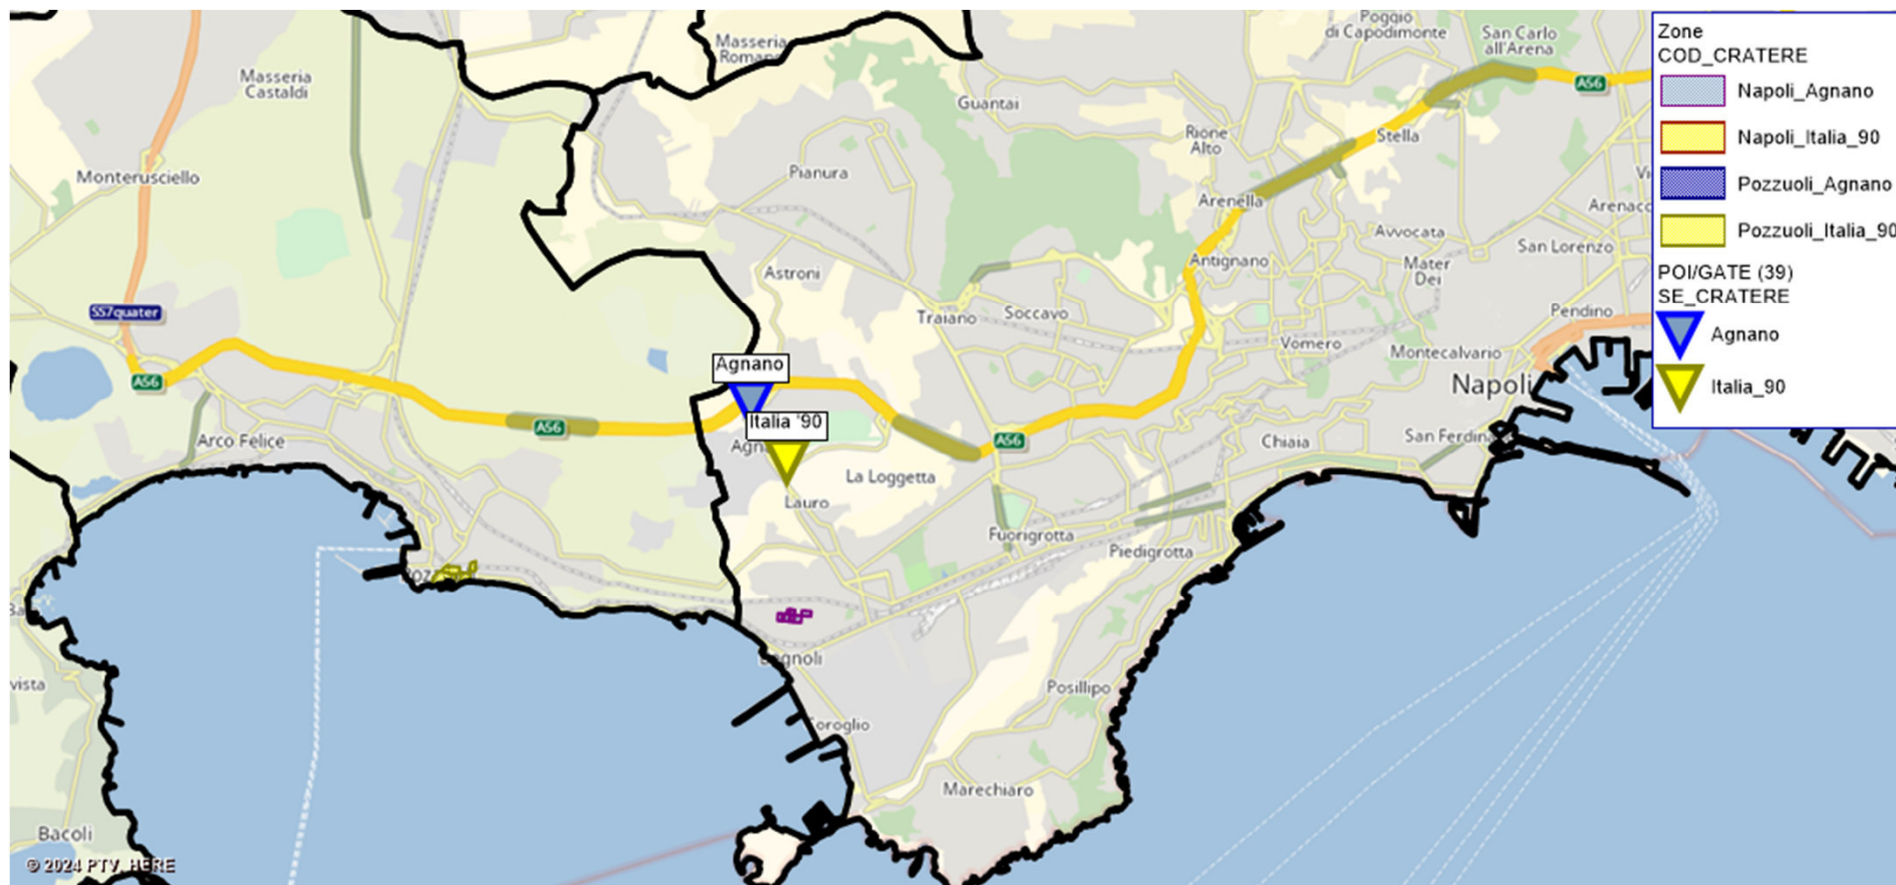 Poggio
di Capodimonte
San Carlo
all'Arena
Masseria
Romano
Masseria
Castaldi
A56
Guantai
Rione
Alto
Stella
Monterusciello
Pianura
Arenella
Avvocata
San Lorenzo
Astroni
Antignano
Mater
Dei
SS7quater
Traiano
Soccavo
Pendino
Vomero
Montecalvario
Agnano
A56
Napoli
Italia '90
A56
A56
Arco Felice
Chiaia
La Loggetta
Lauro
Fuorigrotta
Piedigrotta
Bagnoli
Posillipo
Coroglio
Marechiaro
Bacoli
© 2024 PTV, HERE
Zone
COD_CRATERE
Napoli_Agnano
Napoli_Italia_90
Pozzuoli_Agnano
Pozzuoli_Italia_90
POI/GATE (39)
SE_CRATERE
Agnano
Italia_90